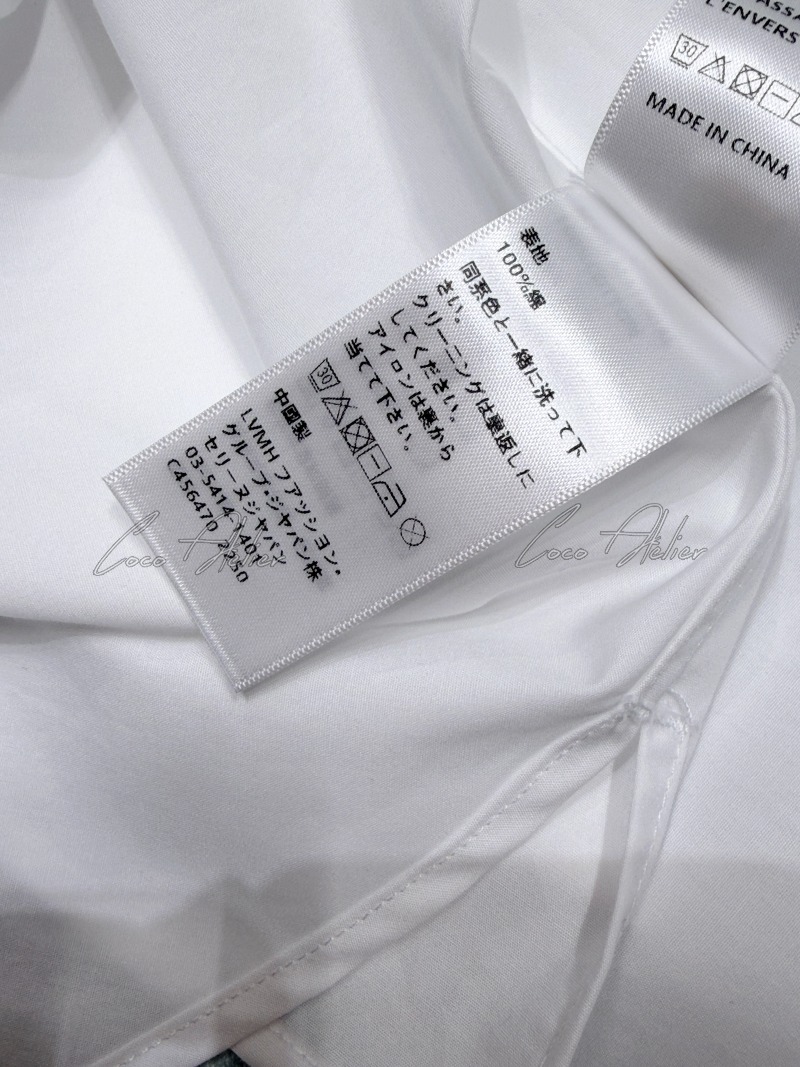 L'ENVERS
30
MADE IN CHINA
表地
100%綿
同系色と一緒に洗って下
さい。
クリーニングは裏返しに
してください。
アイロンは裏から
当てて下さい。
30
中國製
LVMH ファッション・
グループ・ジャパン株
セリーヌジャパン
03-5414
C456470
Coco Atelier
Coco Atelier